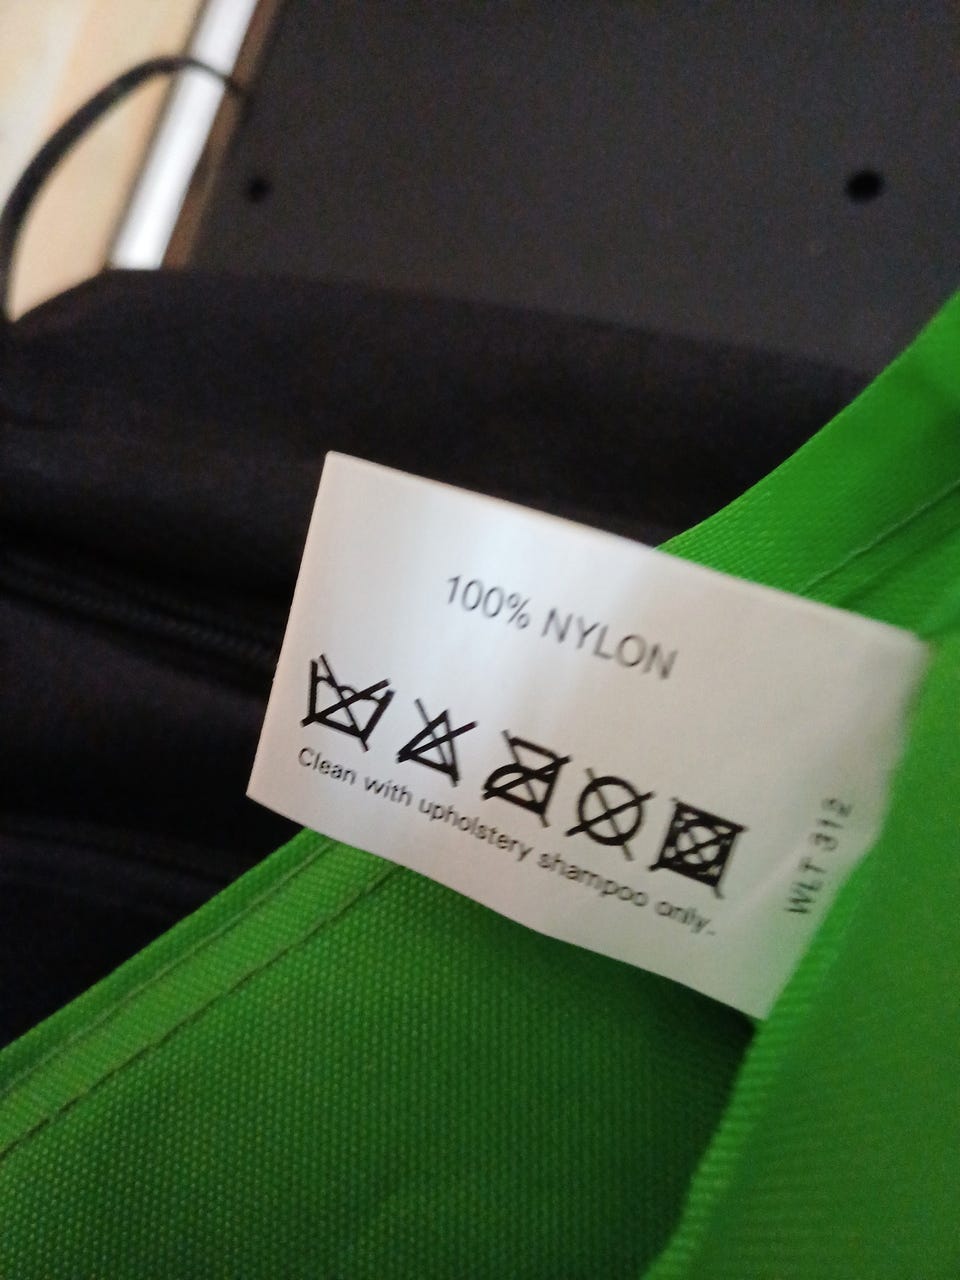 100% NYLON
Clean with upholstery shampoo only.
WLT 312